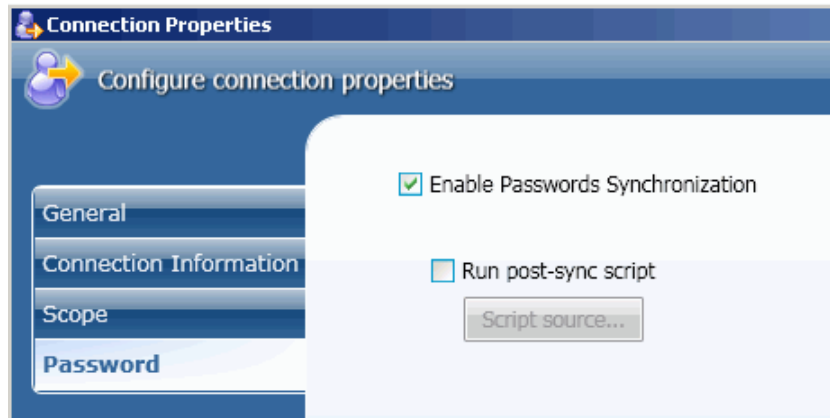 Connection Properties
Configure connection properties
Enable Passwords Synchronization
General
Connection Information
Run post-sync script
Scope
Script source...
Password